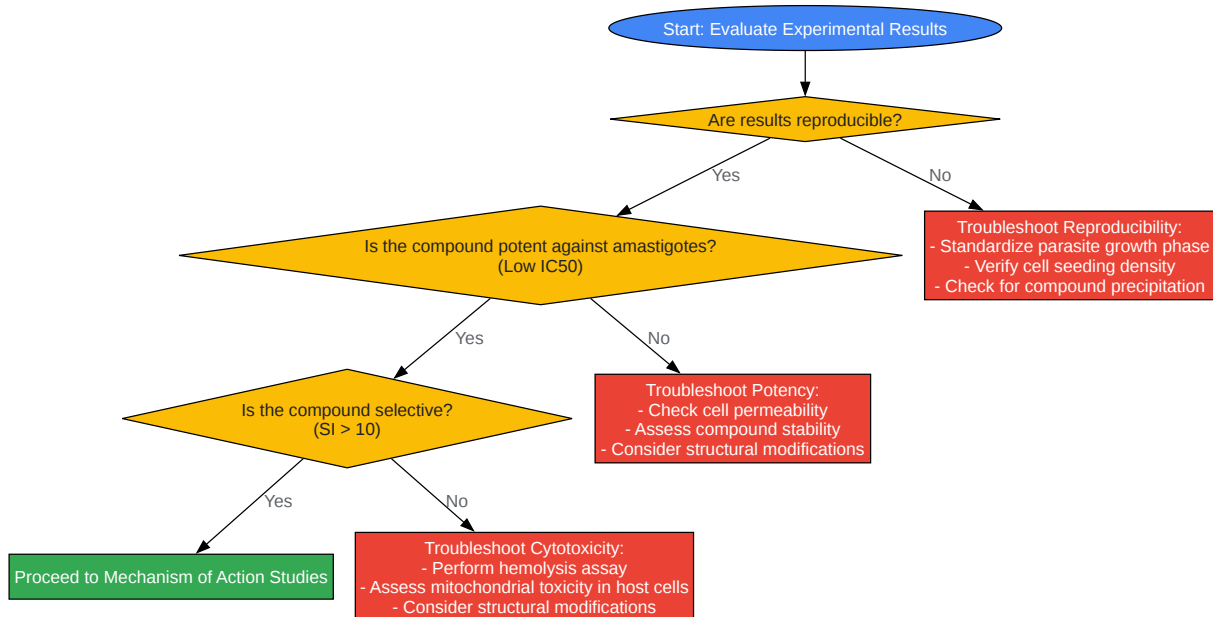 Start: Evaluate Experimental Results
Are results reproducible?
Yes
No
Is the compound potent against amastigotes?
(Low IC50)
Troubleshoot Reproducibility:
- Standardize parasite growth phase
- Verify cell seeding density
- Check for compound precipitation
Yes
No
Is the compound selective?
(SI > 10)
Troubleshoot Potency:
- Check cell permeability
- Assess compound stability
- Consider structural modifications
Yes
No
Proceed to Mechanism of Action Studies
Troubleshoot Cytotoxicity:
- Perform hemolysis assay
- Assess mitochondrial toxicity in host cells
- Consider structural modifications